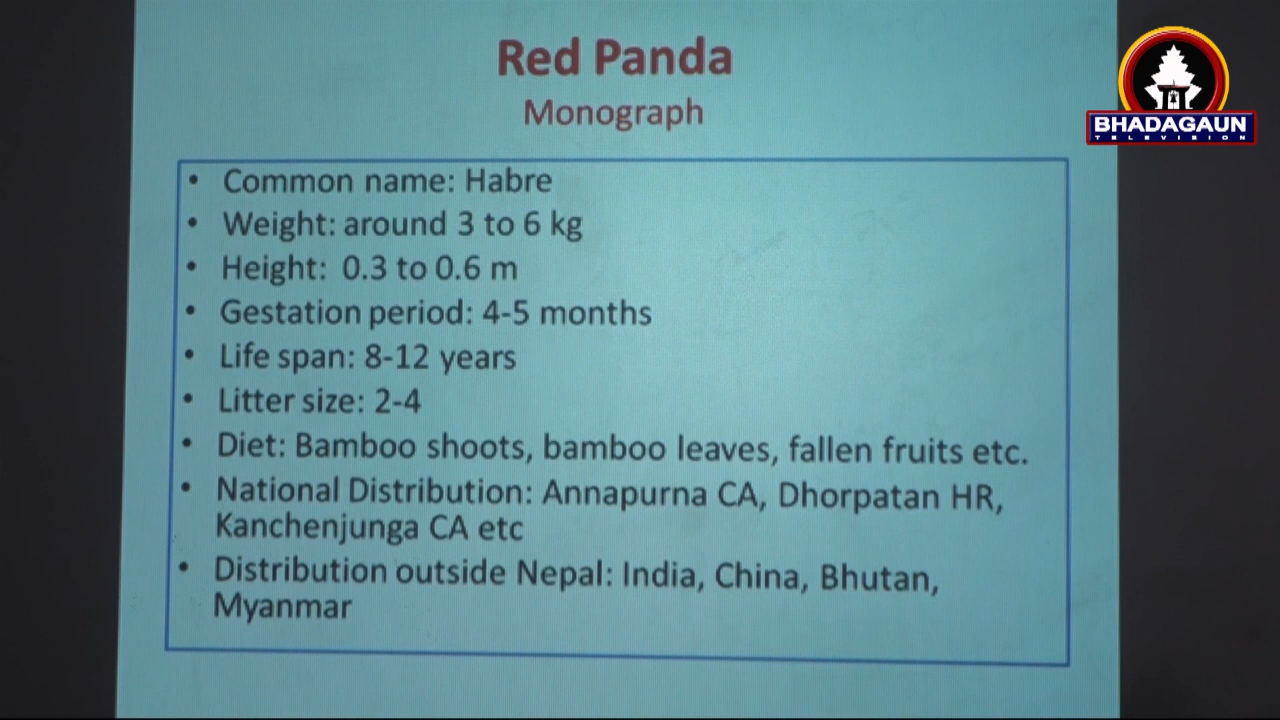 Red Panda
Monograph
BHADAGAUN
TELEVISION
• Common name: Habre
• Weight: around 3 to 6 kg
• Height: 0.3 to 0.6 m
• Gestation period: 4-5 months
• Life span: 8-12 years
• Litter size: 2-4
• Diet: Bamboo shoots, bamboo leaves, fallen fruits etc.
• National Distribution: Annapurna CA, Dhorpatan HR,
Kanchenjunga CA etc
• Distribution outside Nepal: India, China, Bhutan,
Myanmar